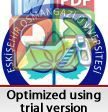 PDF
ESKİŞEHİR OSMANGAZİ ÜNİVERSİTESİ
Optimized using
trial version